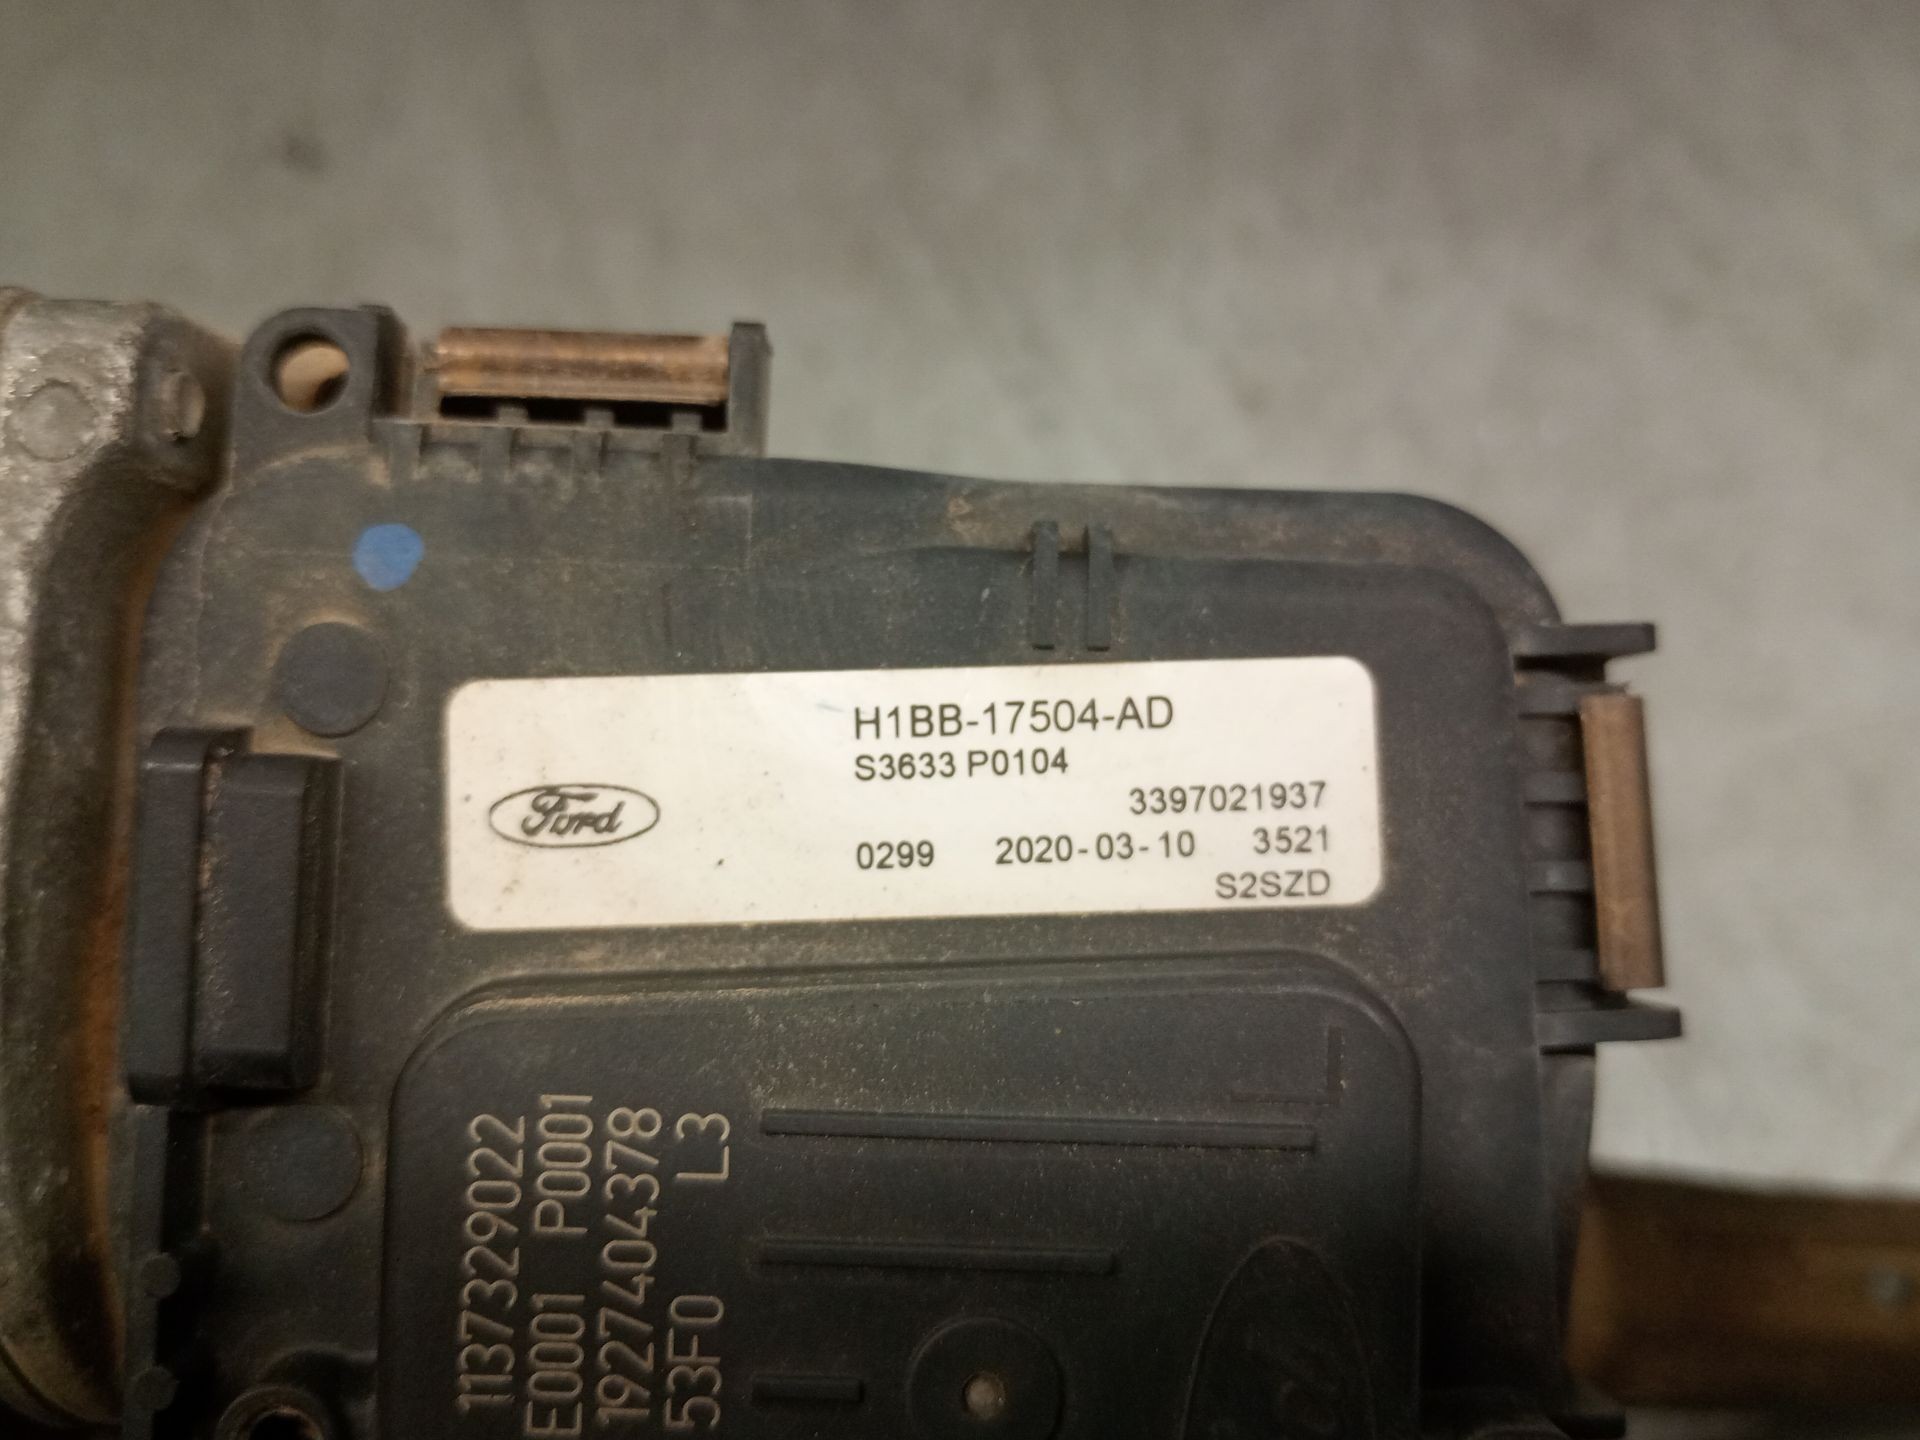 H1BB-17504-AD
S3633 P0104
3397021937
Ford
0299 2020-03-10 3521
S2SZD
1137329022
E0001 P0001
1927404378
53F0 L3